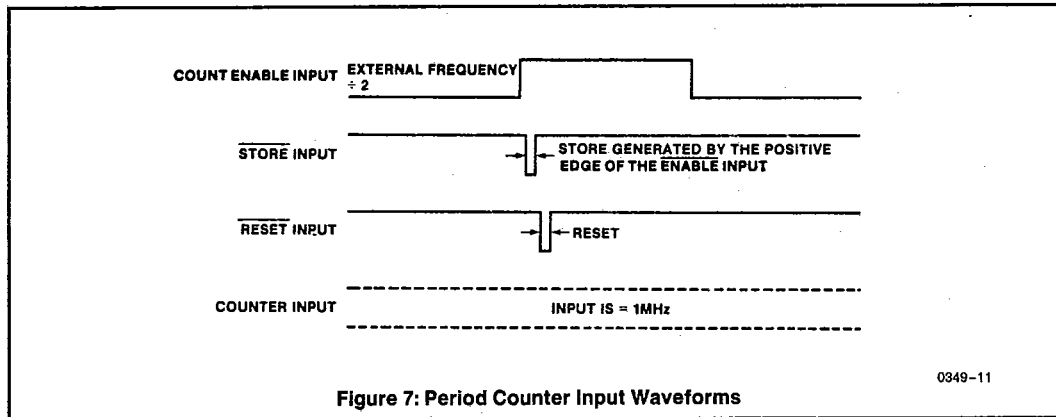 COUNT ENABLE INPUT
EXTERNAL FREQUENCY
÷ 2
STORE INPUT
STORE GENERATED BY THE POSITIVE
EDGE OF THE ENABLE INPUT
RESET INPUT
RESET
COUNTER INPUT
INPUT IS = 1MHz
0349–11
Figure 7: Period Counter Input Waveforms